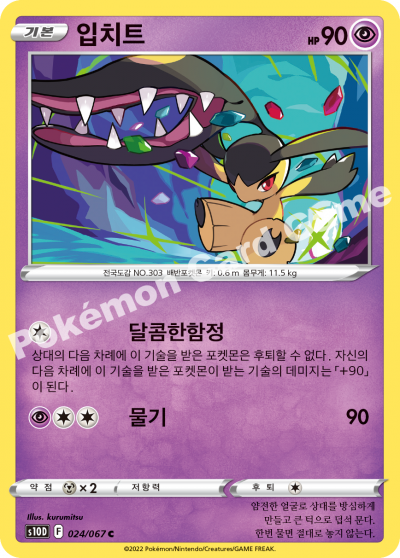 기본 입치트 HP 90
전국도감 NO.303 배반포켓몬 키: 0.6 m 몸무게: 11.5 kg
달콤한함정
상대의 다음 차례에 이 기술을 받은 포켓몬은 후퇴할 수 없다. 자신의
다음 차례에 이 기술을 받은 포켓몬이 받는 기술의 데미지는 「+90」
이 된다.
물기 90
약점 ×2 저항력 후퇴
Illus. kurumitsu
s10D F 024/067 C
얌전한 얼굴로 상대를 방심하게
만들고 큰 턱으로 덥석 문다.
한번 물면 절대로 놓지 않는다.
©2022 Pokémon/Nintendo/Creatures/GAME FREAK.
Pokémon Card Game